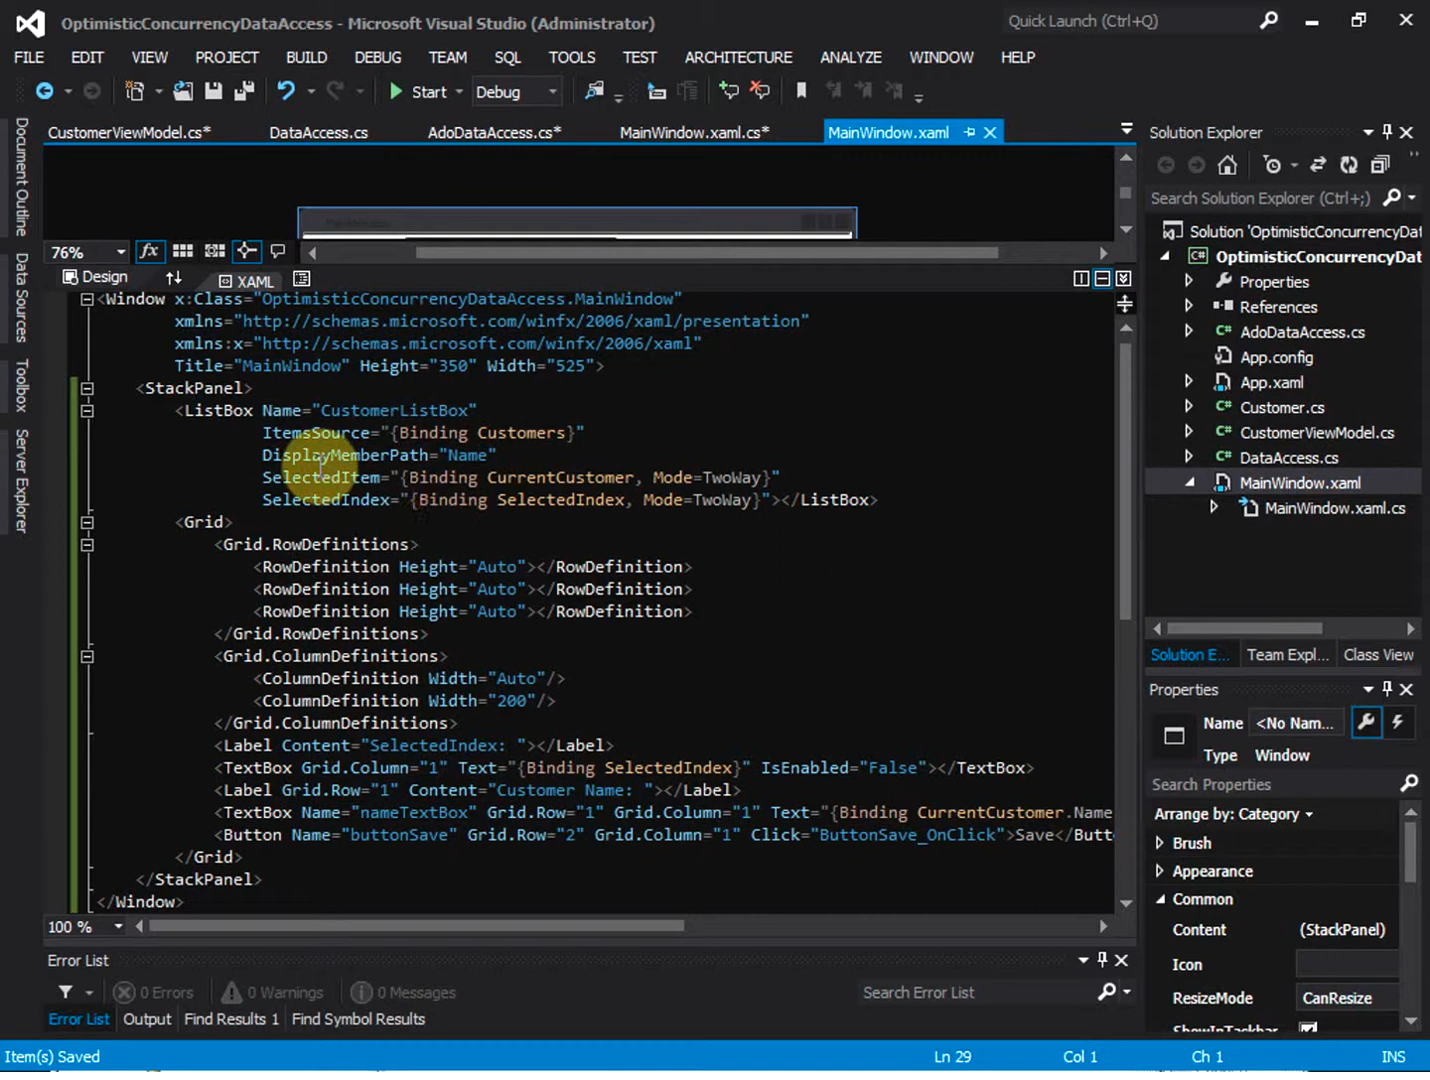 OptimisticConcurrencyDataAccess - Microsoft Visual Studio (Administrator)
Quick Launch (Ctrl+Q)
FILE EDIT VIEW PROJECT BUILD DEBUG TEAM SQL TOOLS TEST ARCHITECTURE ANALYZE WINDOW HELP
Start Debug
CustomerViewModel.cs* DataAccess.cs AdoDataAccess.cs* MainWindow.xaml.cs* MainWindow.xaml
Document Outline
Data Sources
Toolbox
Server Explorer
76%
fx
Design XAML
<Window x:Class="OptimisticConcurrencyDataAccess.MainWindow"
xmlns="http://schemas.microsoft.com/winfx/2006/xaml/presentation"
xmlns:x="http://schemas.microsoft.com/winfx/2006/xaml"
Title="MainWindow" Height="350" Width="525">
<StackPanel>
<ListBox Name="CustomerListBox"
ItemsSource="{Binding Customers}"
DisplayMemberPath="Name"
SelectedItem="{Binding CurrentCustomer, Mode=TwoWay}"
SelectedIndex="{Binding SelectedIndex, Mode=TwoWay}"></ListBox>
<Grid>
<Grid.RowDefinitions>
<RowDefinition Height="Auto"></RowDefinition>
<RowDefinition Height="Auto"></RowDefinition>
<RowDefinition Height="Auto"></RowDefinition>
</Grid.RowDefinitions>
<Grid.ColumnDefinitions>
<ColumnDefinition Width="Auto"/>
<ColumnDefinition Width="200"/>
</Grid.ColumnDefinitions>
<Label Content="SelectedIndex: "></Label>
<TextBox Grid.Column="1" Text="{Binding SelectedIndex}" IsEnabled="False"></TextBox>
<Label Grid.Row="1" Content="Customer Name: "></Label>
<TextBox Name="nameTextBox" Grid.Row="1" Grid.Column="1" Text="{Binding CurrentCustomer.Name
<Button Name="buttonSave" Grid.Row="2" Grid.Column="1" Click="ButtonSave_OnClick">Save</Butt
</Grid>
</StackPanel>
</Window>
100 %
Error List
0 Errors 0 Warnings 0 Messages
Search Error List
Error List Output Find Results 1 Find Symbol Results
Item(s) Saved
Ln 29 Col 1 Ch 1 INS
Solution Explorer
Search Solution Explorer (Ctrl+;)
Solution 'OptimisticConcurrencyDat
OptimisticConcurrencyDat
Properties
References
AdoDataAccess.cs
App.config
App.xaml
Customer.cs
CustomerViewModel.cs
DataAccess.cs
MainWindow.xaml
MainWindow.xaml.cs
Solution E... Team Expl... Class View
Properties
Name <No Nam...
Type Window
Search Properties
Arrange by: Category
Brush
Appearance
Common
Content (StackPanel)
Icon
ResizeMode CanResize
ShowInTaskbar